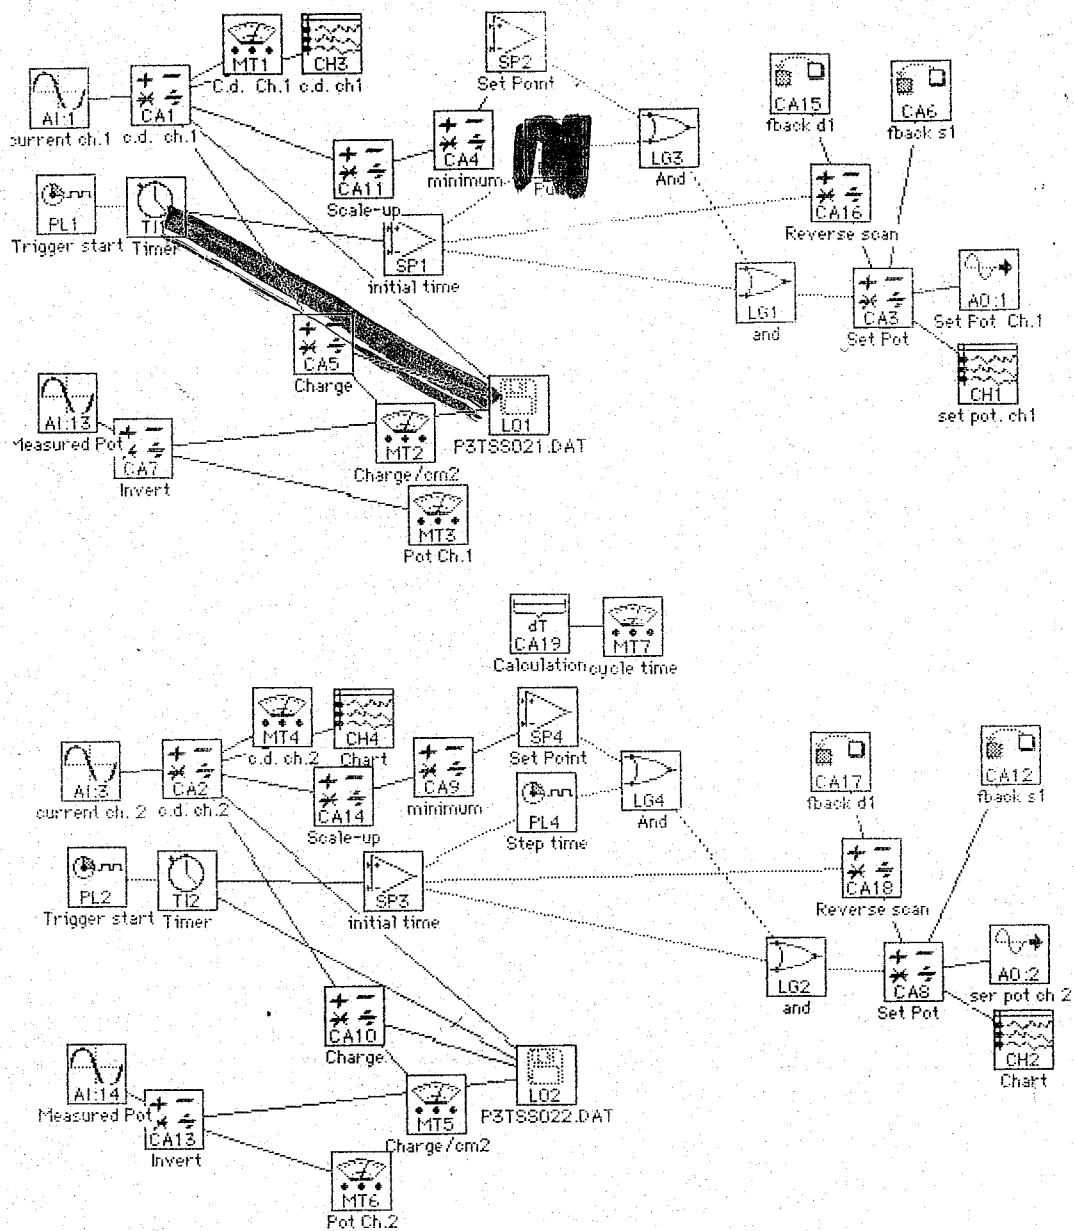 SP2
Set Point
MT1
C.d. Ch.1
CH3
c.d. ch1
AI:1
current ch.1
CA1
c.d. ch.1
CA15
fback d1
CA6
fback s1
CA4
minimum
LG3
And
CA11
Scale-up
PL1
Trigger start
TI1
Timer
CA16
Reverse scan
SP1
initial time
LG1
and
CA3
Set Pot
AO:1
Set Pot Ch.1
CA5
Charge
CH1
set pot. ch1
AI:13
Measured Pot
CA7
Invert
MT2
Charge/cm2
LO1
P3TSS021.DAT
MT3
Pot Ch.1
dT
CA19
Calculation
MT7
cycle time
MT4
c.d. ch.2
CH4
Chart
SP4
Set Point
AI:3
current ch. 2
CA2
c.d. ch.2
CA14
Scale-up
CA9
minimum
LG4
And
CA17
fback d1
CA12
fback s1
PL4
Step time
PL2
Trigger start
TI2
Timer
SP3
initial time
CA18
Reverse scan
LG2
and
CA8
Set Pot
AO:2
ser pot ch 2
CA10
Charge
CH2
Chart
AI:14
Measured Pot
CA13
Invert
MT5
Charge/cm2
LO2
P3TSS022.DAT
MT6
Pot Ch.2